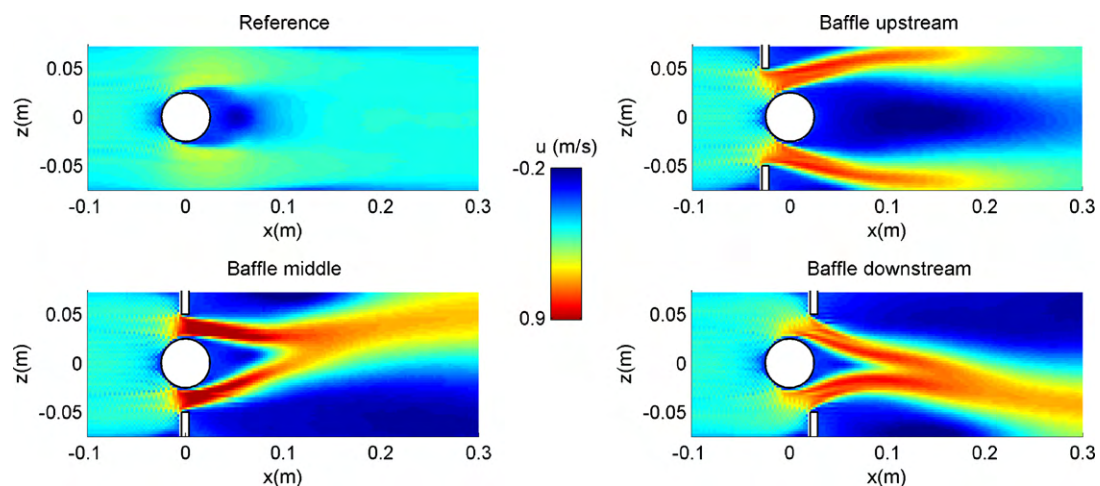 Reference
Baffle upstream
z(m)
0.05
0
-0.05
-0.1 0 0.1 0.2 0.3
x(m)
z(m)
0.05
0
-0.05
-0.1 0 0.1 0.2 0.3
x(m)
u (m/s)
-0.2
0.9
Baffle middle
Baffle downstream
z(m)
0.05
0
-0.05
-0.1 0 0.1 0.2 0.3
x(m)
z(m)
0.05
0
-0.05
-0.1 0 0.1 0.2 0.3
x(m)